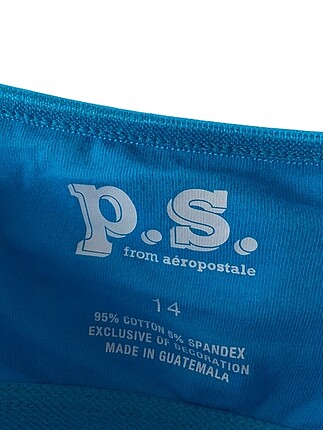 p.s.
from aéropostale
14
95% COTTON 5% SPANDEX
EXCLUSIVE OF DECORATION
MADE IN GUATEMALA